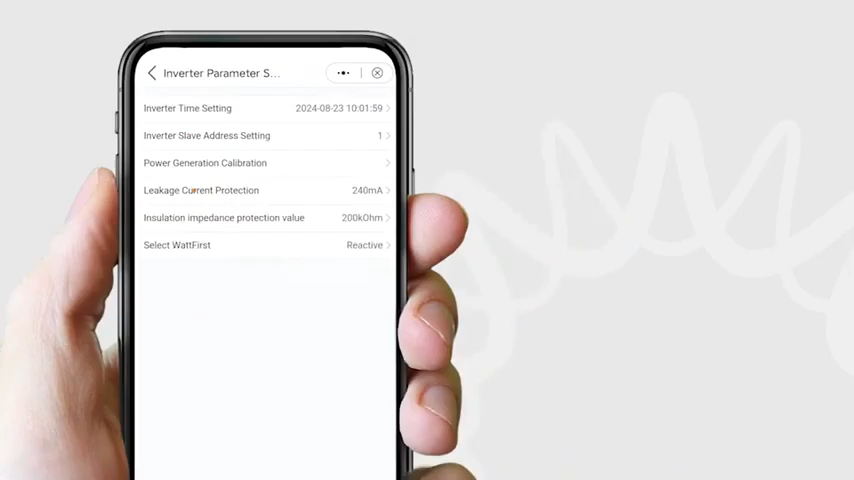 Inverter Parameter S...
Inverter Time Setting 2024-08-23 10:01:59
Inverter Slave Address Setting 1
Power Generation Calibration
Leakage Current Protection 240mA
Insulation impedance protection value 200kOhm
Select WattFirst Reactive